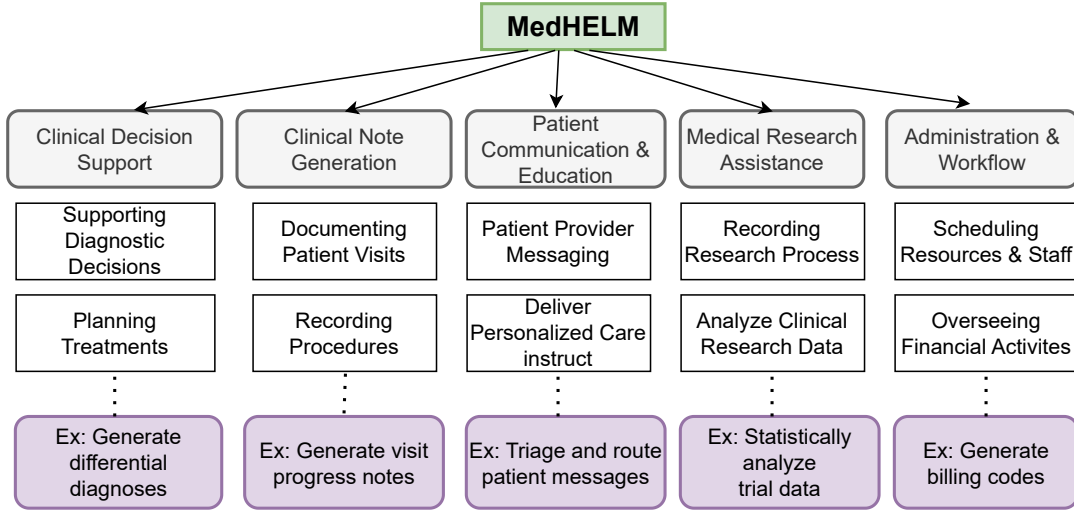 MedHELM
Clinical Decision
Support
Clinical Note
Generation
Patient
Communication &
Education
Medical Research
Assistance
Administration &
Workflow
Supporting
Diagnostic
Decisions
Documenting
Patient Visits
Patient Provider
Messaging
Recording
Research Process
Scheduling
Resources & Staff
Planning
Treatments
Recording
Procedures
Deliver
Personalized Care
instruct
Analyze Clinical
Research Data
Overseeing
Financial Activites
Ex: Generate
differential
diagnoses
Ex: Generate visit
progress notes
Ex: Triage and route
patient messages
Ex: Statistically
analyze
trial data
Ex: Generate
billing codes